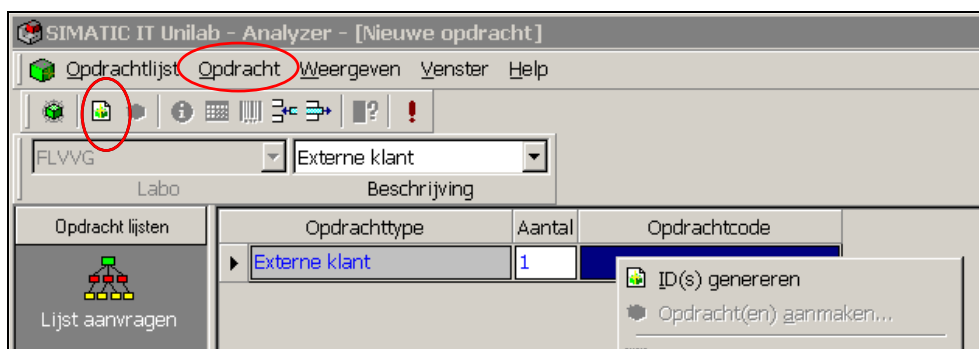 SIMATIC IT Unilab - Analyzer - [Nieuwe opdracht]
Opdrachtlijst Opdracht Weergeven Venster Help
FLVVG Externe klant
Labo Beschrijving
Opdracht lijsten Opdrachttype Aantal Opdrachtcode
Externe klant 1
ID(s) genereren
Opdracht(en) aanmaken...
Lijst aanvragen